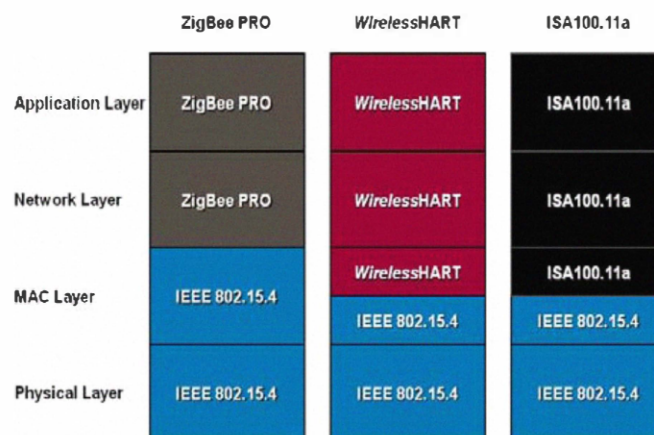 ZigBee PRO WirelessHART ISA100.11a
Application Layer ZigBee PRO WirelessHART ISA100.11a
Network Layer ZigBee PRO WirelessHART ISA100.11a
WirelessHART ISA100.11a
MAC Layer IEEE 802.15.4
IEEE 802.15.4 IEEE 802.15.4
Physical Layer IEEE 802.15.4 IEEE 802.15.4 IEEE 802.15.4